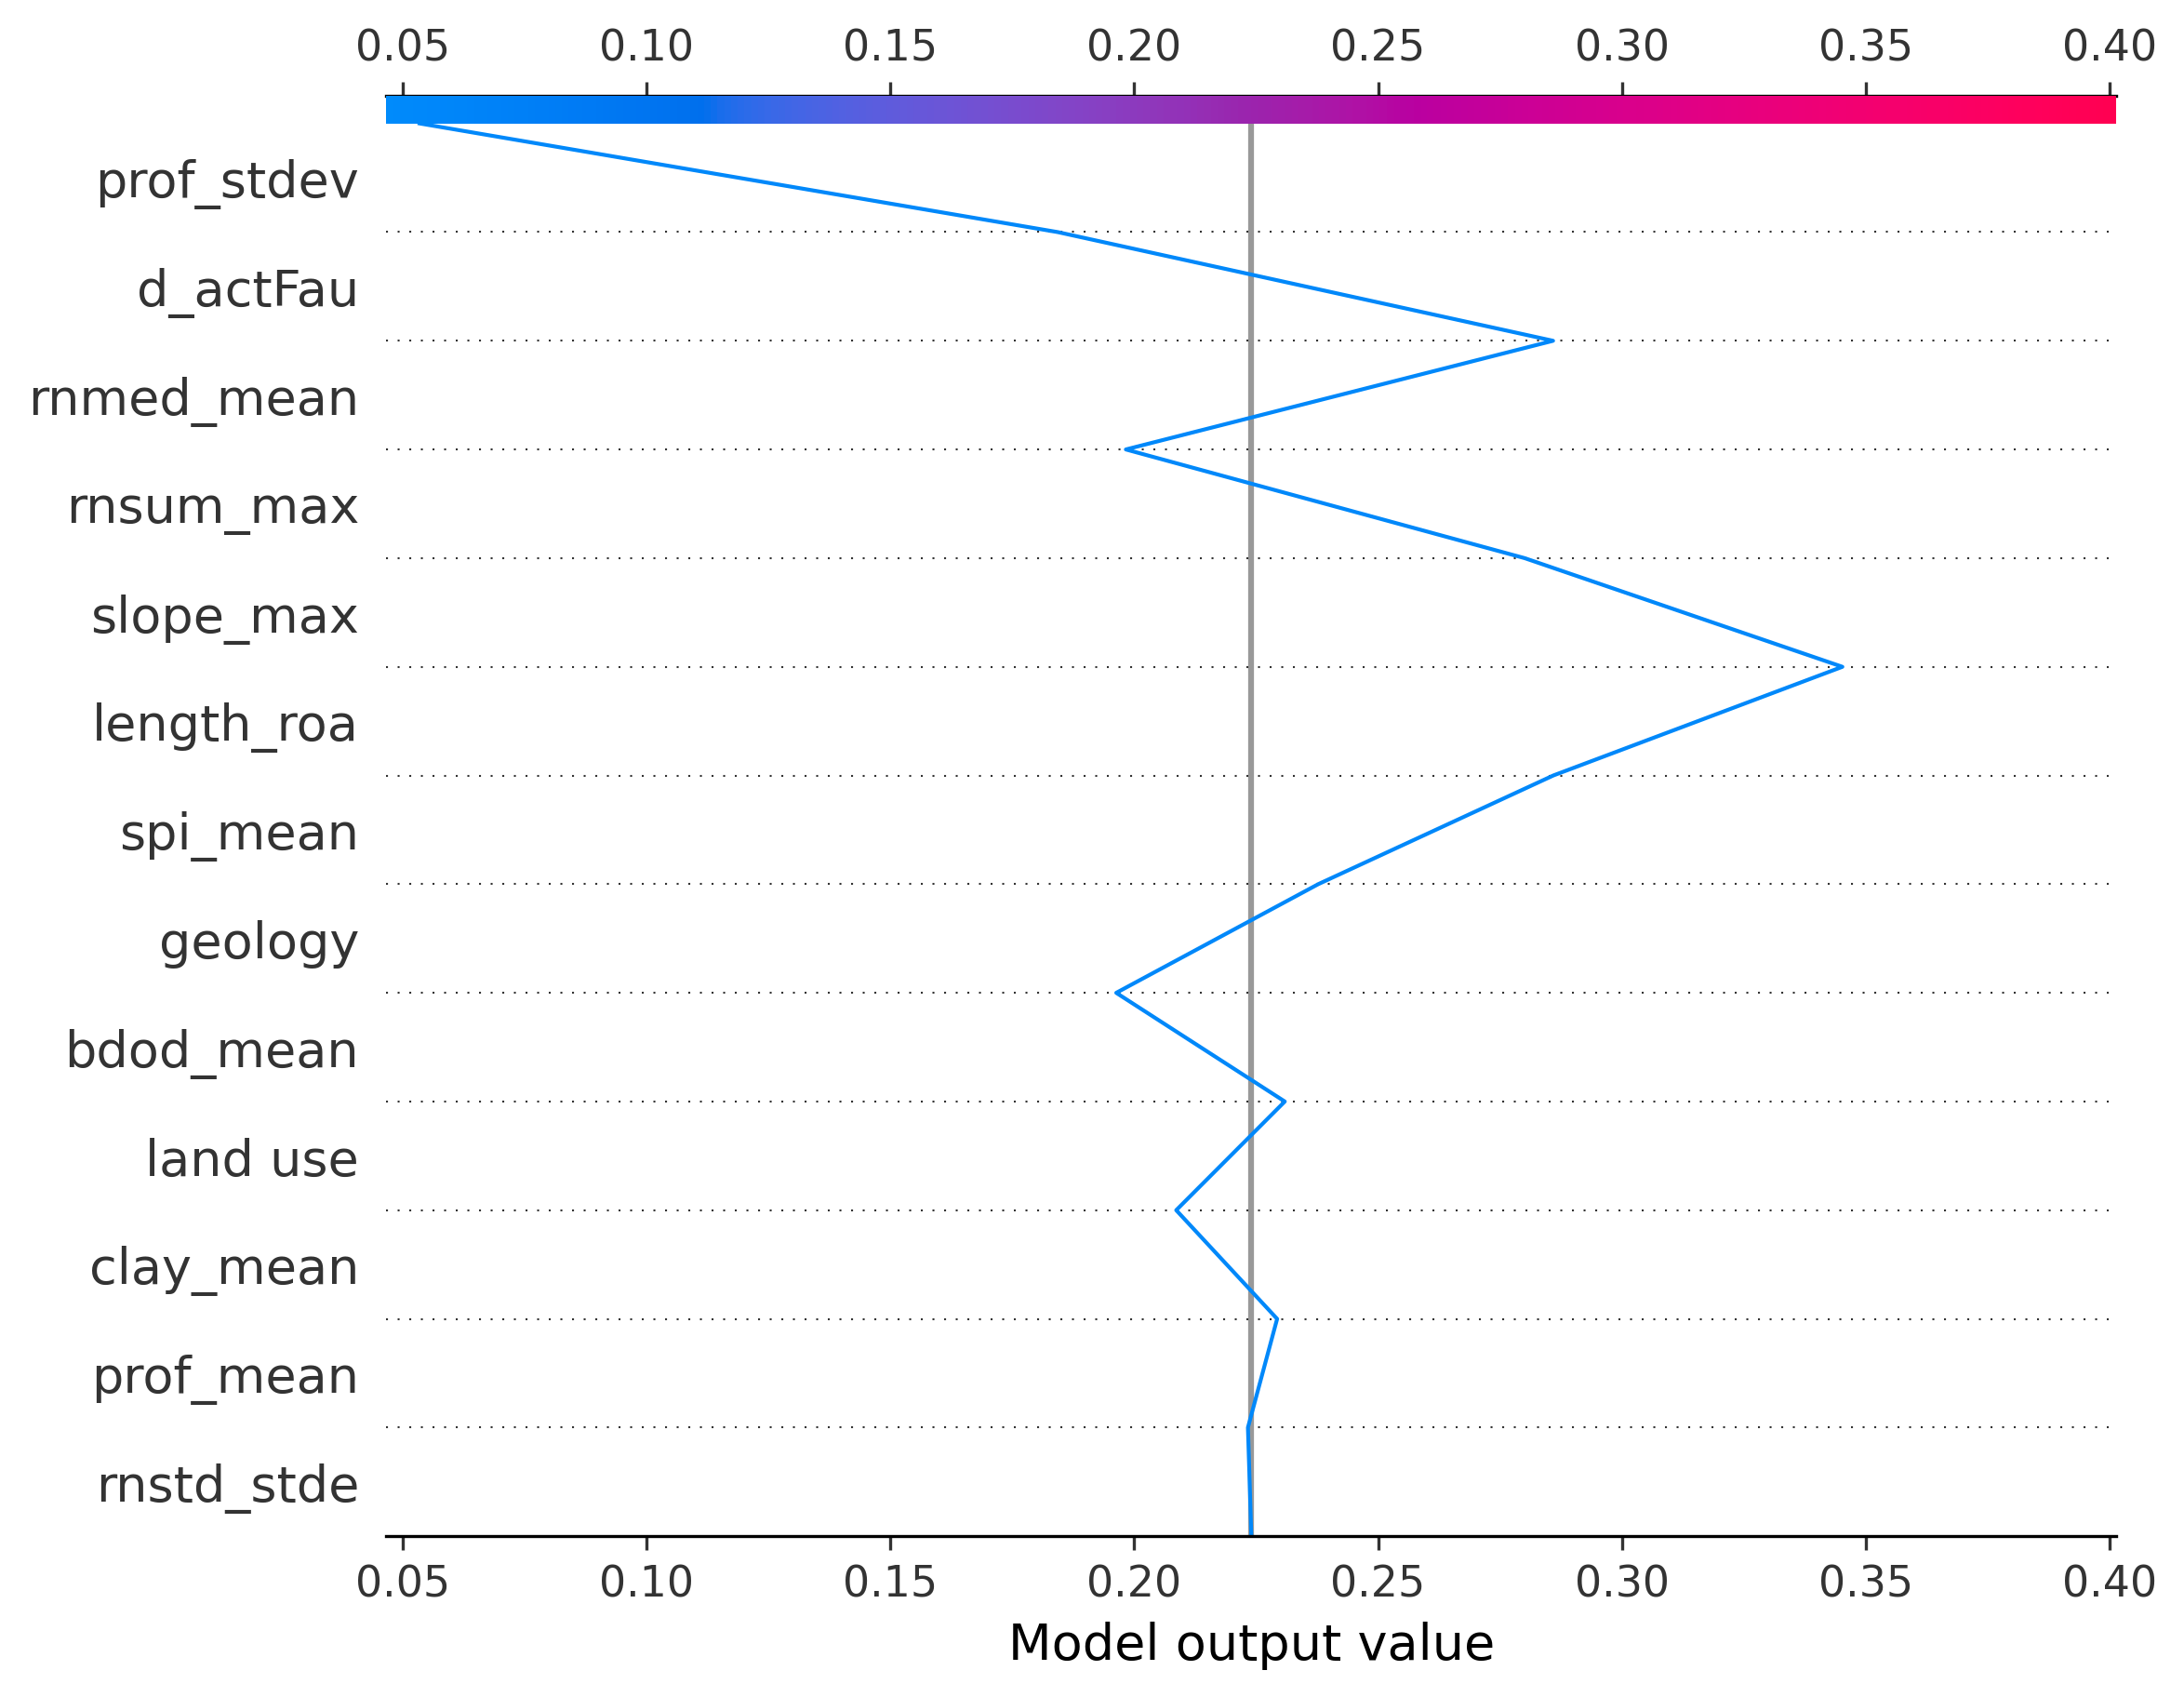 0.05 0.10 0.15 0.20 0.25 0.30 0.35 0.40
prof_stdev
d_actFau
rnmed_mean
rnsum_max
slope_max
length_roa
spi_mean
geology
bdod_mean
land use
clay_mean
prof_mean
rnstd_stde
0.05 0.10 0.15 0.20 0.25 0.30 0.35 0.40
Model output value